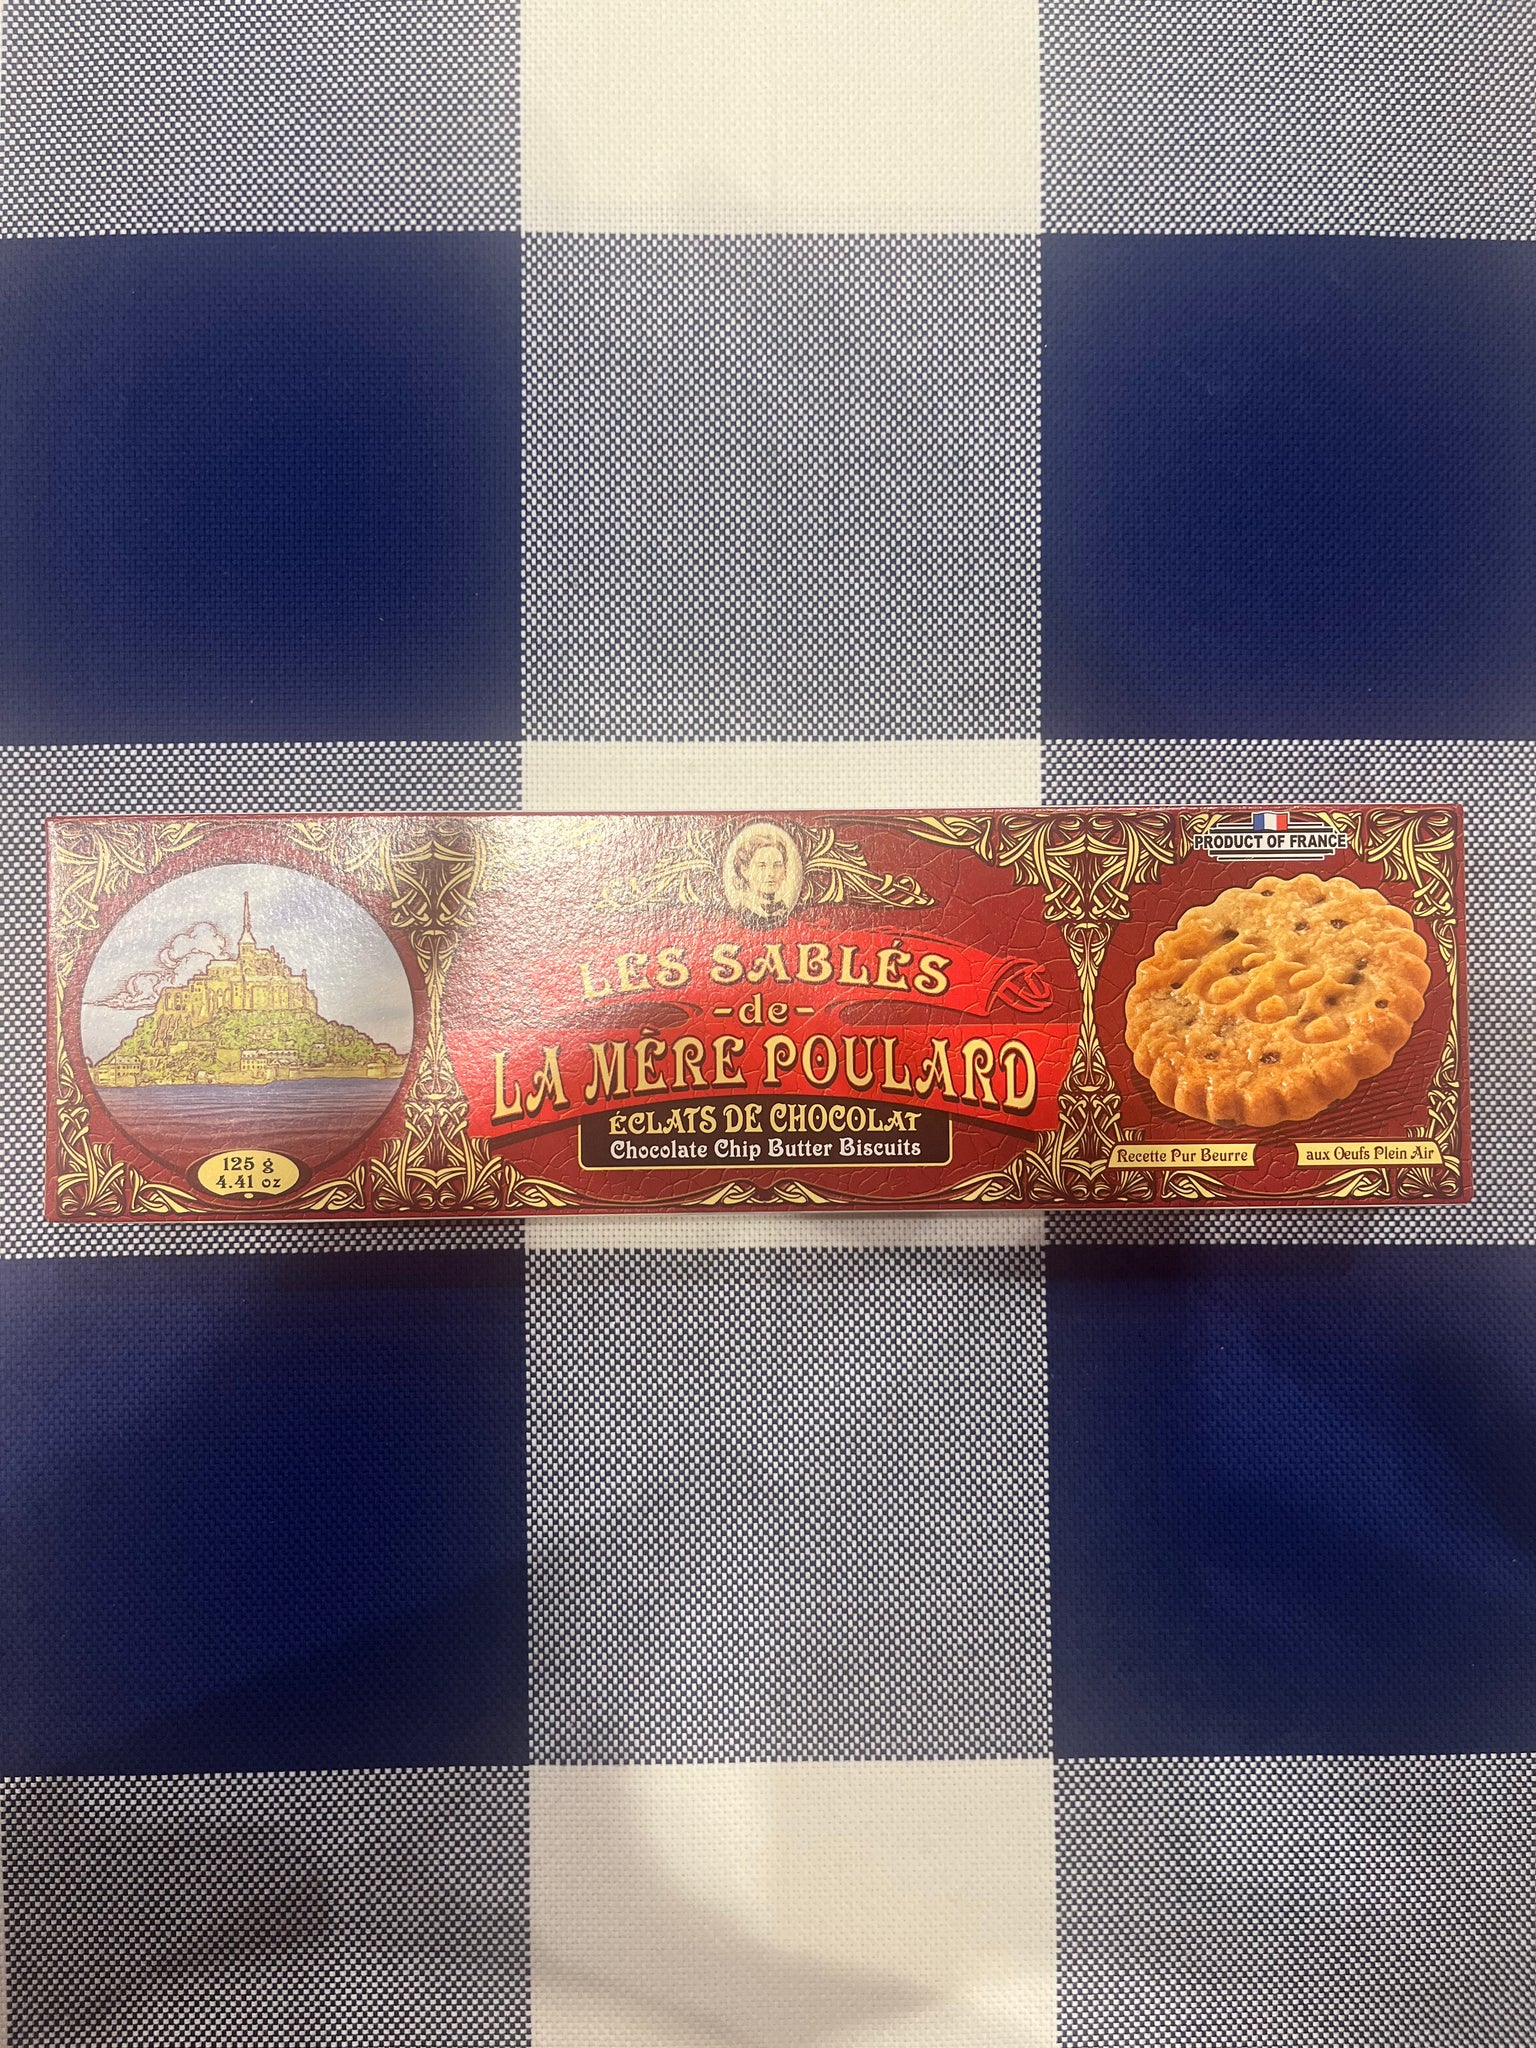 PRODUCT OF FRANCE
LES SABLÉS
-de-
LA MÈRE POULARD
ÉCLATS DE CHOCOLAT
Chocolate Chip Butter Biscuits
125 g
4.41 oz
Recette Pur Beurre
aux Œufs Plein Air